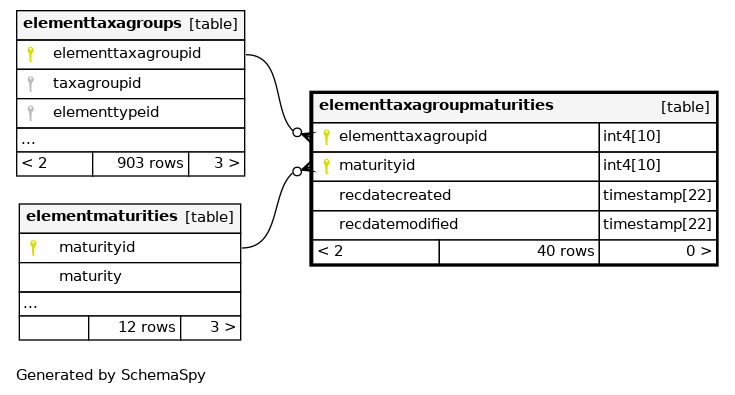 elementtaxagroups [table]
elementtaxagroupid
taxagroupid
elementtypeid
...
< 2 903 rows 3 >
elementmaturities [table]
maturityid
maturity
...
12 rows 3 >
elementtaxagroupmaturities [table]
elementtaxagroupid int4[10]
maturityid int4[10]
recdatecreated timestamp[22]
recdatemodified timestamp[22]
< 2 40 rows 0 >
Generated by SchemaSpy